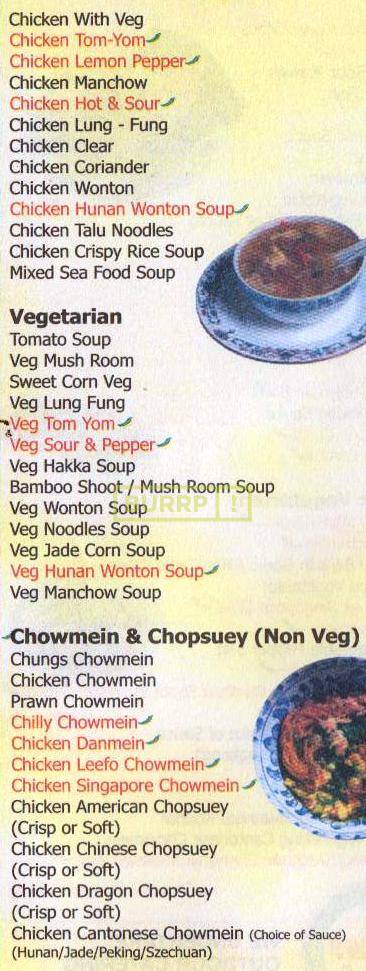 Chicken With Veg
Chicken Tom-Yom
Chicken Lemon Pepper
Chicken Manchow
Chicken Hot & Sour
Chicken Lung - Fung
Chicken Clear
Chicken Coriander
Chicken Wonton
Chicken Hunan Wonton Soup
Chicken Talu Noodles
Chicken Crispy Rice Soup
Mixed Sea Food Soup
Vegetarian
Tomato Soup
Veg Mush Room
Sweet Corn Veg
Veg Lung Fung
Veg Tom Yom
Veg Sour & Pepper
Veg Hakka Soup
Bamboo Shoot / Mush Room Soup
BURRP !
Veg Wonton Soup
Veg Noodles Soup
Veg Jade Corn Soup
Veg Hunan Wonton Soup
Veg Manchow Soup
Chowmein & Chopsuey (Non Veg)
Chungs Chowmein
Chicken Chowmein
Prawn Chowmein
Chilly Chowmein
Chicken Danmein
Chicken Leefo Chowmein
Chicken Singapore Chowmein
Chicken American Chopsuey
(Crisp or Soft)
Chicken Chinese Chopsuey
(Crisp or Soft)
Chicken Dragon Chopsuey
(Crisp or Soft)
Chicken Cantonese Chowmein (Choice of Sauce)
(Hunan/Jade/Peking/Szechuan)